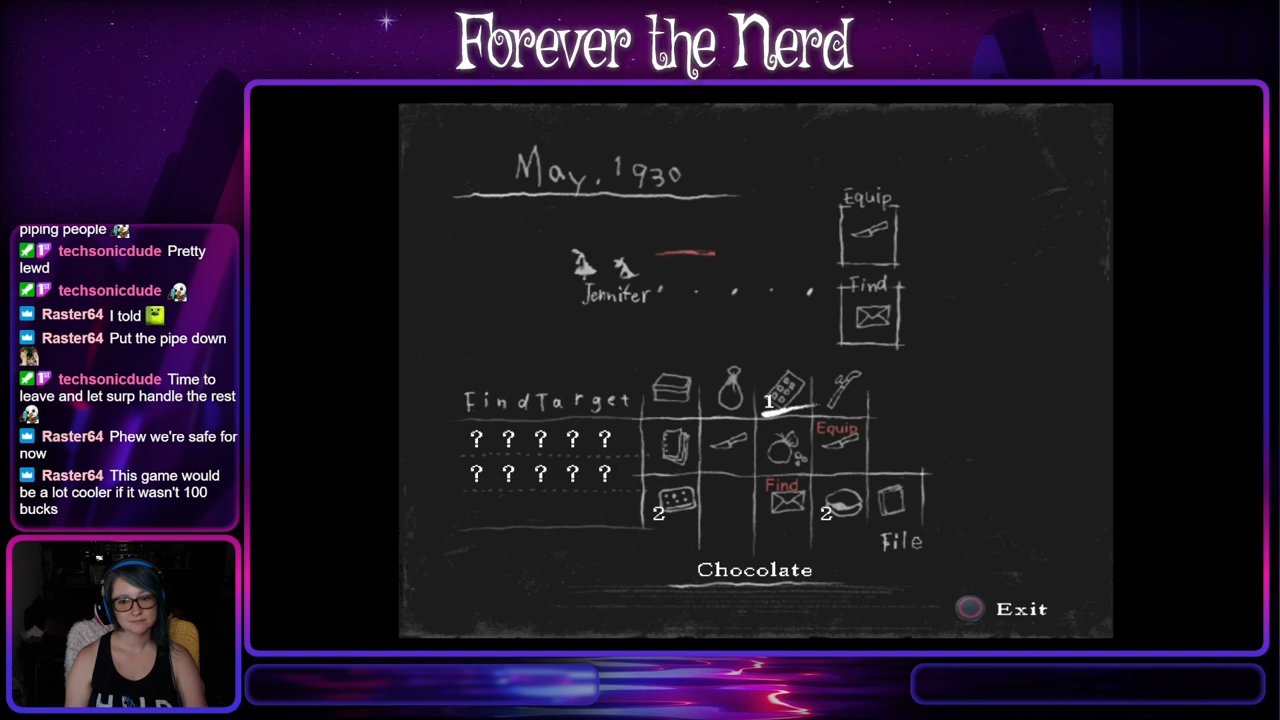 Forever the Nerd
piping people
techsonicdude Pretty
lewd
techsonicdude
Raster64 I told
Raster64 Put the pipe down
techsonicdude Time to
leave and let surp handle the rest
Raster64 Phew we're safe for
now
Raster64 This game would
be a lot cooler if it wasn't 100
bucks
May, 1930
Equip
Jennifer
Find
FindTarget
1
? ? ? ? ?
Equip
? ? ? ? ?
Find
2
2
File
Chocolate
Exit